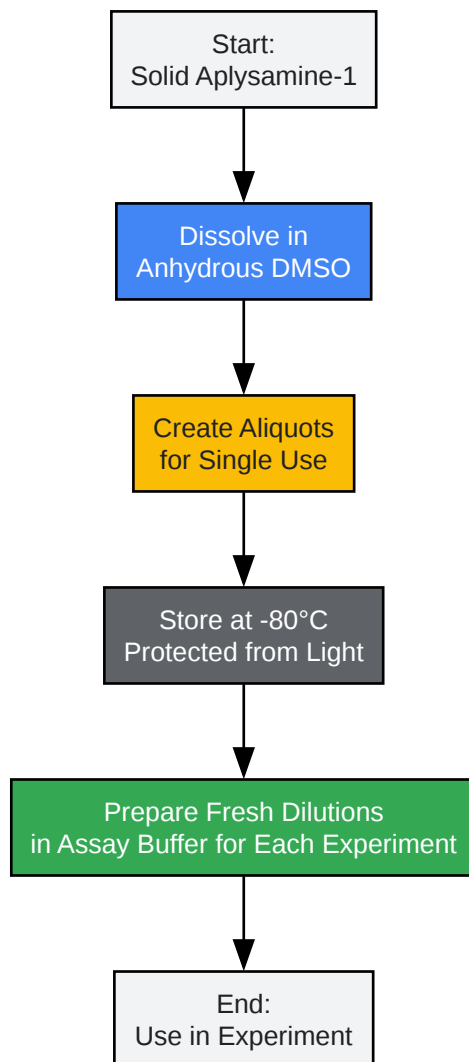 Start:
Solid Aplysamine-1
Dissolve in
Anhydrous DMSO
Create Aliquots
for Single Use
Store at -80°C
Protected from Light
Prepare Fresh Dilutions
in Assay Buffer for Each Experiment
End:
Use in Experiment